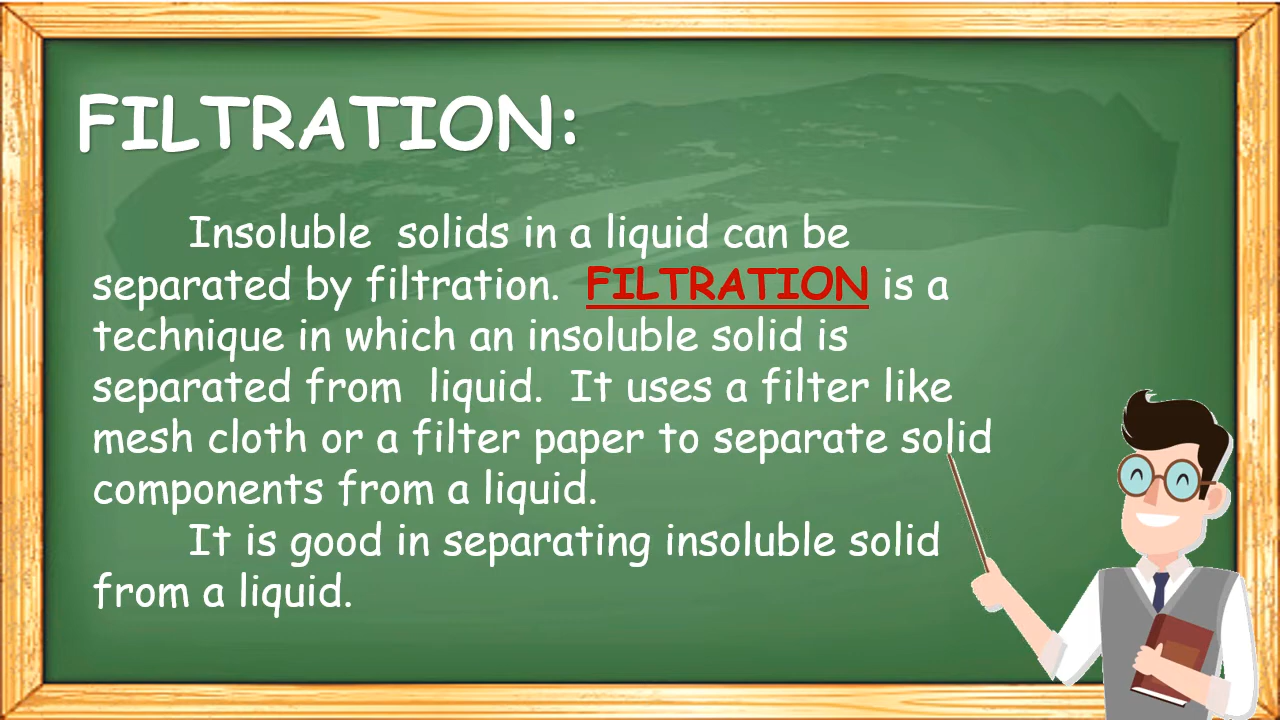 FILTRATION:
Insoluble  solids in a liquid can be
separated by filtration.  FILTRATION is a
technique in which an insoluble solid is
separated from  liquid.  It uses a filter like
mesh cloth or a filter paper to separate solid
components from a liquid.
It is good in separating insoluble solid
from a liquid.